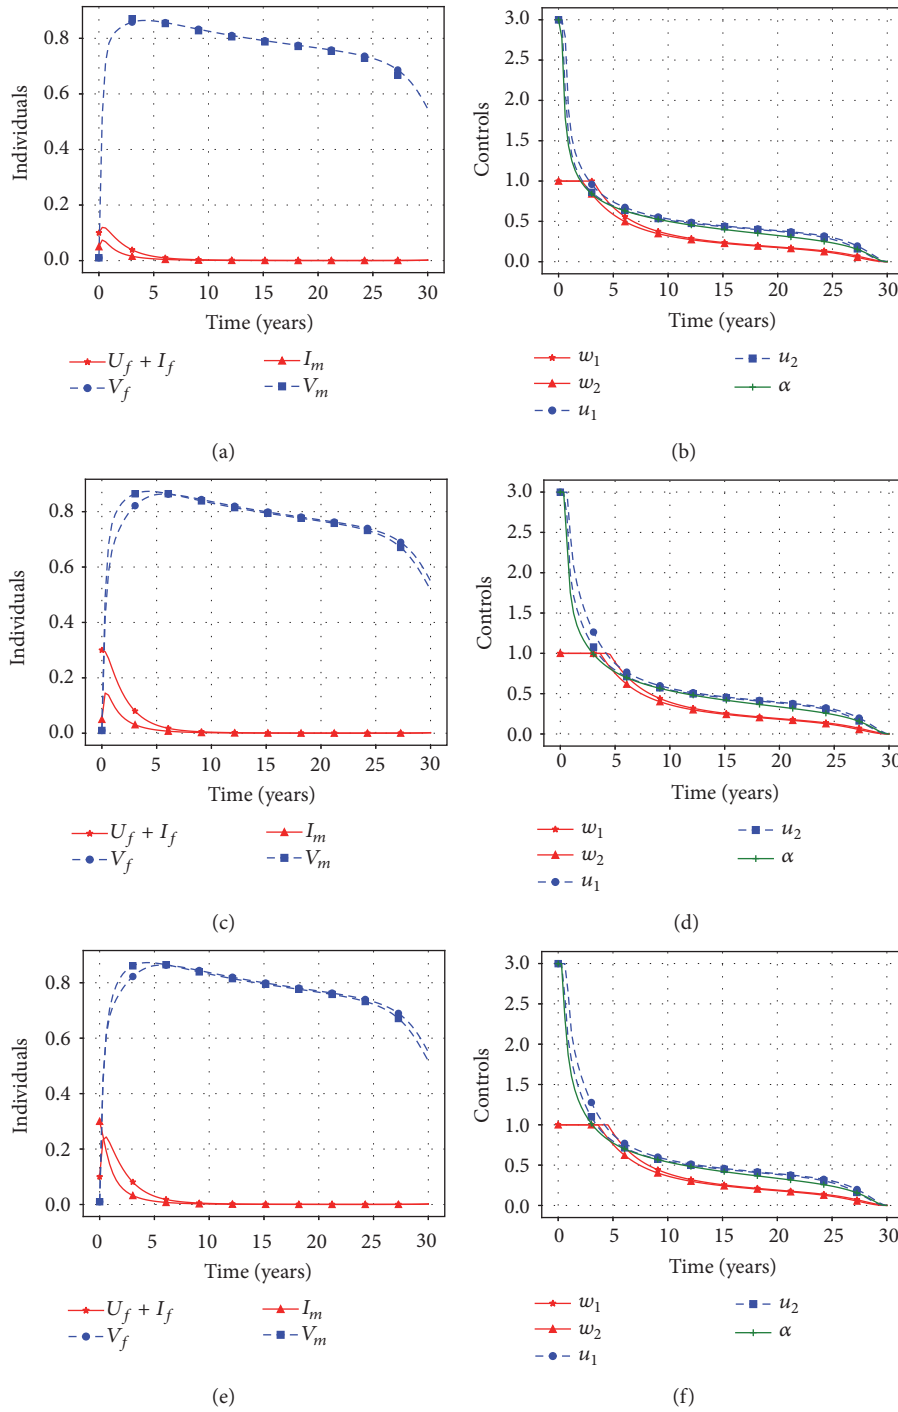 Individuals
0.8
0.6
0.4
0.2
0.0
0 5 10 15 20 25 30
Time (years)
U_f + I_f I_m
V_f V_m
(a)
Controls
3.0
2.5
2.0
1.5
1.0
0.5
0.0
0 5 10 15 20 25 30
Time (years)
w_1 u_2
w_2 α
u_1
(b)
Individuals
0.8
0.6
0.4
0.2
0.0
0 5 10 15 20 25 30
Time (years)
U_f + I_f I_m
V_f V_m
(c)
Controls
3.0
2.5
2.0
1.5
1.0
0.5
0.0
0 5 10 15 20 25 30
Time (years)
w_1 u_2
w_2 α
u_1
(d)
Individuals
0.8
0.6
0.4
0.2
0.0
0 5 10 15 20 25 30
Time (years)
U_f + I_f I_m
V_f V_m
(e)
Controls
3.0
2.5
2.0
1.5
1.0
0.5
0.0
0 5 10 15 20 25 30
Time (years)
w_1 u_2
w_2 α
u_1
(f)